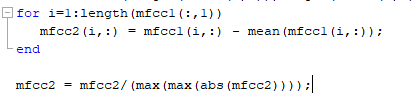 for i=1:length(mfcc1(:,1))
mfcc2(i,:) = mfcc1(i,:) - mean(mfcc1(i,:));
end
mfcc2 = mfcc2/(max(max(abs(mfcc2))));